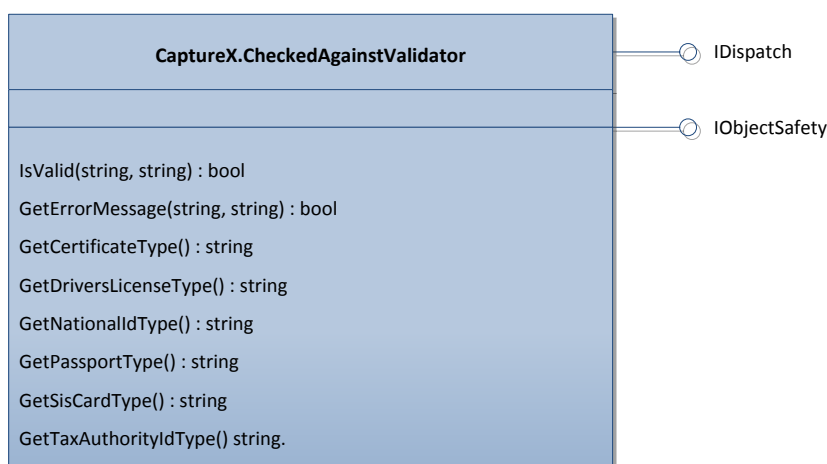 CaptureX.CheckedAgainstValidator
IDispatch
IObjectSafety
IsValid(string, string) : bool
GetErrorMessage(string, string) : bool
GetCertificateType() : string
GetDriversLicenseType() : string
GetNationalIdType() : string
GetPassportType() : string
GetSisCardType() : string
GetTaxAuthorityIdType() string.